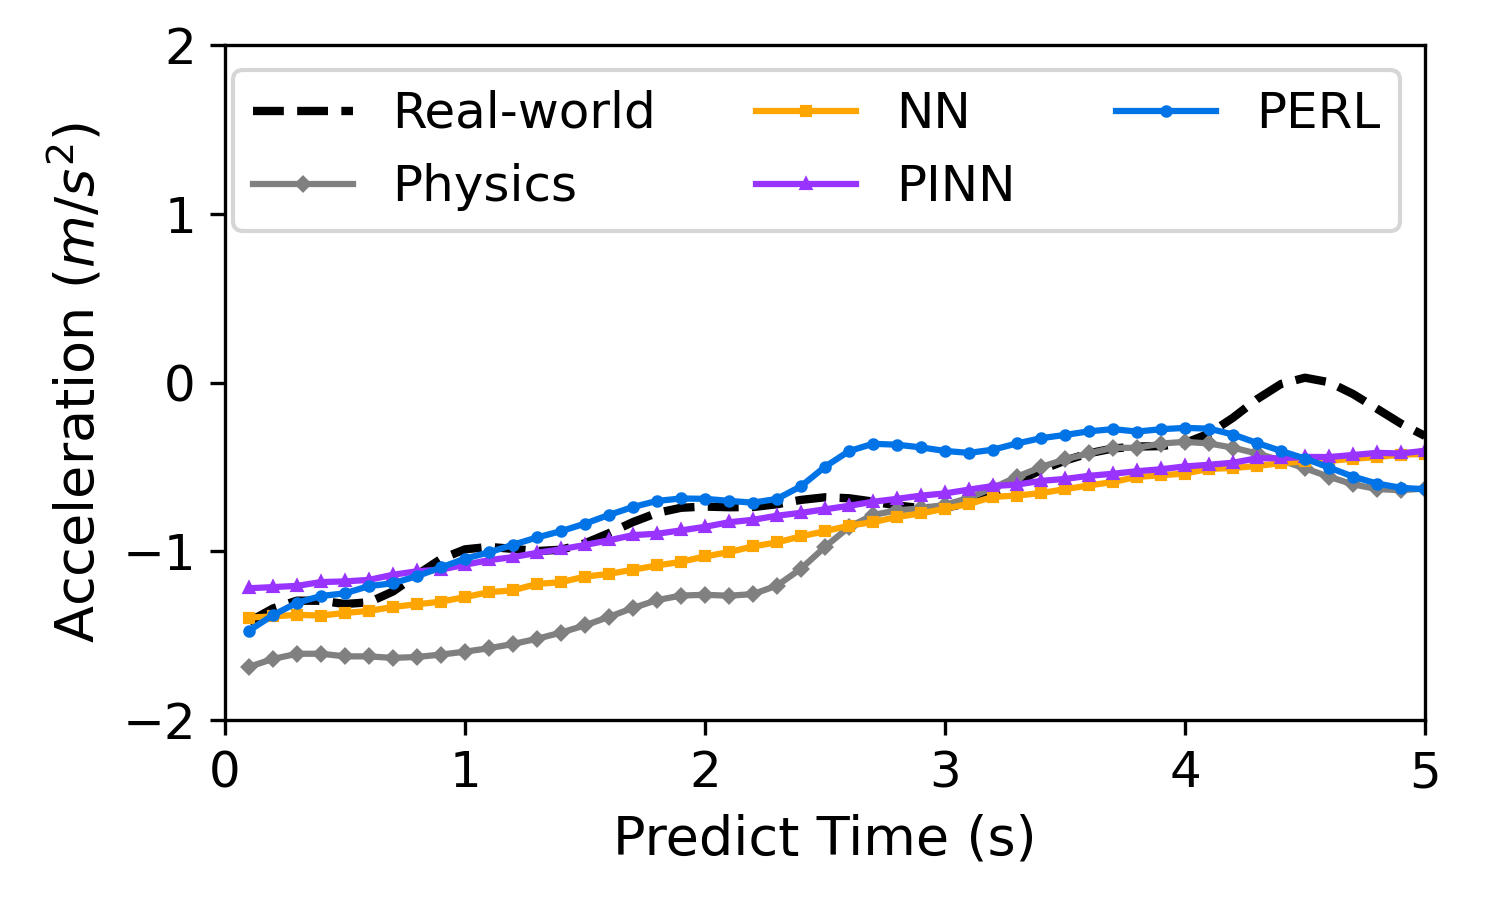 2
1
0
−1
−2
Acceleration (m/s²)
Real-world
Physics
NN
PINN
PERL
0 1 2 3 4 5
Predict Time (s)